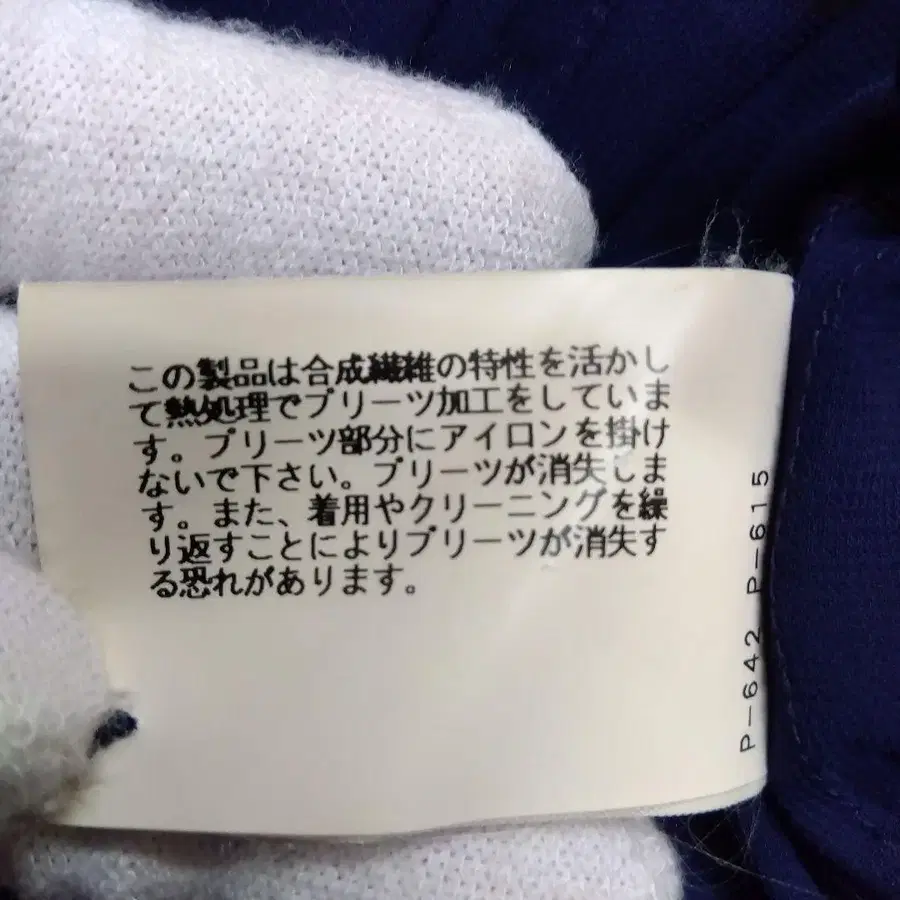 この製品は合成繊維の特性を活かし
て熱処理でプリーツ加工をしていま
す。プリーツ部分にアイロンを掛け
ないで下さい。プリーツが消失しま
す。また、着用やクリーニングを繰
り返すことによりプリーツが消失す
る恐れがあります。
P-642 P-615